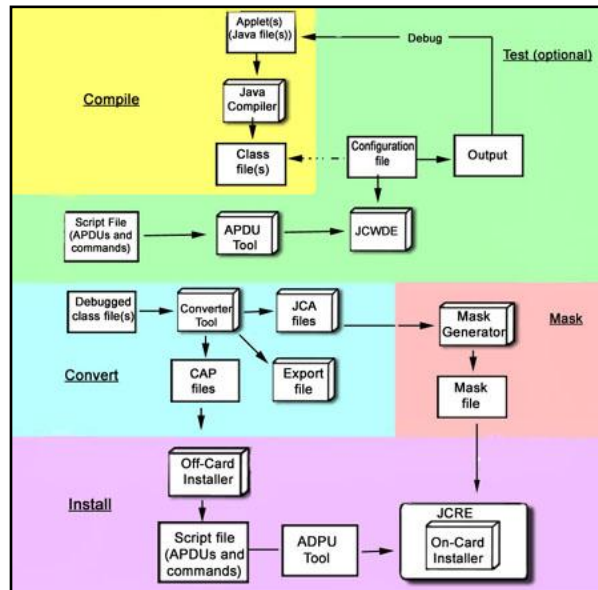 Applet(s)
(Java file(s))
Debug
Test (optional)
Compile
Java
Compiler
Class
file(s)
Configuration
file
Output
Script File
(APDUs and
commands)
APDU
Tool
JCWDE
Debugged
class file(s)
Converter
Tool
JCA
files
Mask
Generator
Mask
Convert
CAP
files
Export
file
Mask
file
Off-Card
Installer
Install
Script file
(APDUs and
commands)
ADPU
Tool
JCRE
On-Card
Installer